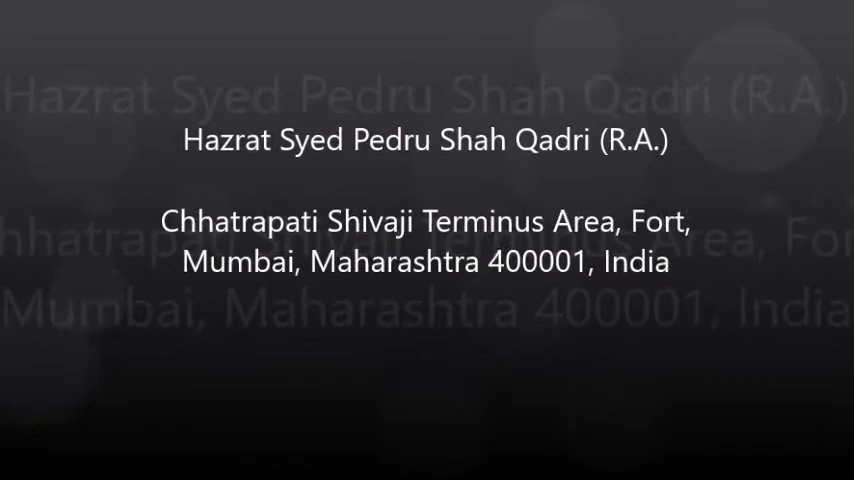 Hazrat Syed Pedru Shah Qadri (R.A.)
Chhatrapati Shivaji Terminus Area, Fort,
Mumbai, Maharashtra 400001, India